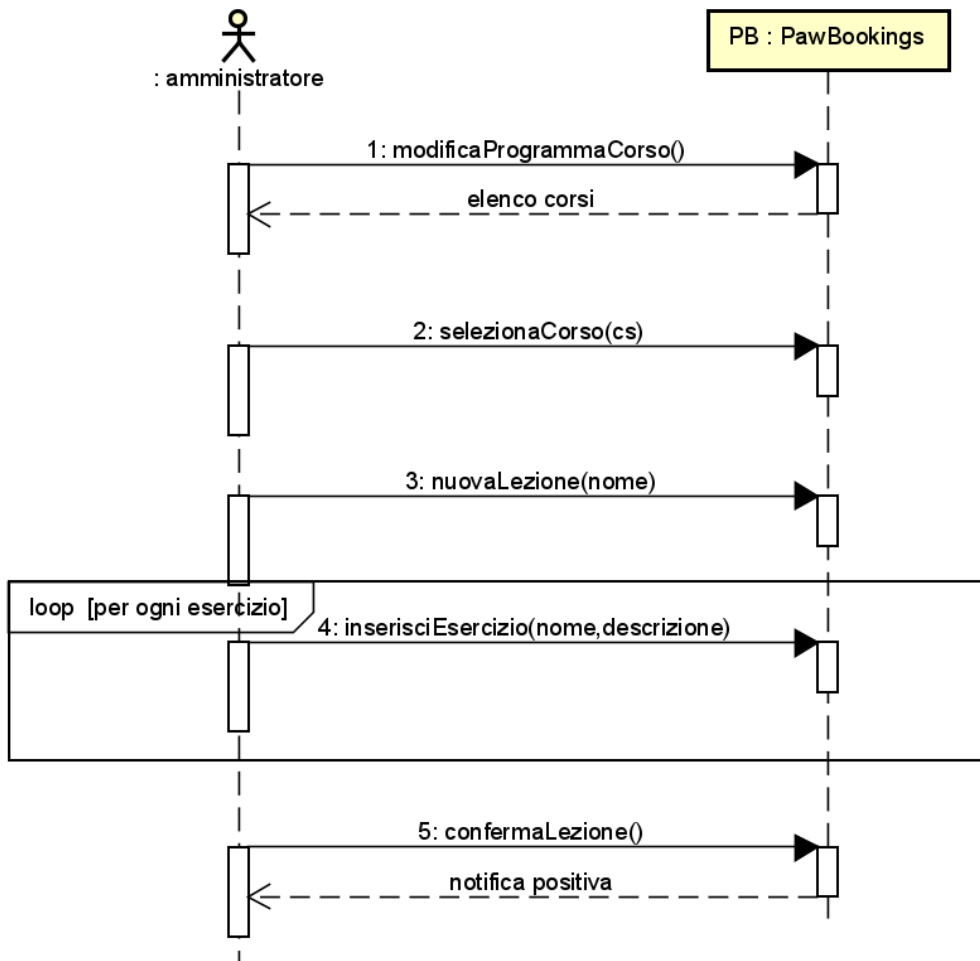 PB : PawBookings
: amministratore
1: modificaProgrammaCorso()
elenco corsi
2: selezionaCorso(cs)
3: nuovaLezione(nome)
loop [per ogni esercizio]
4: inserisciEsercizio(nome,descrizione)
5: confermaLezione()
notifica positiva